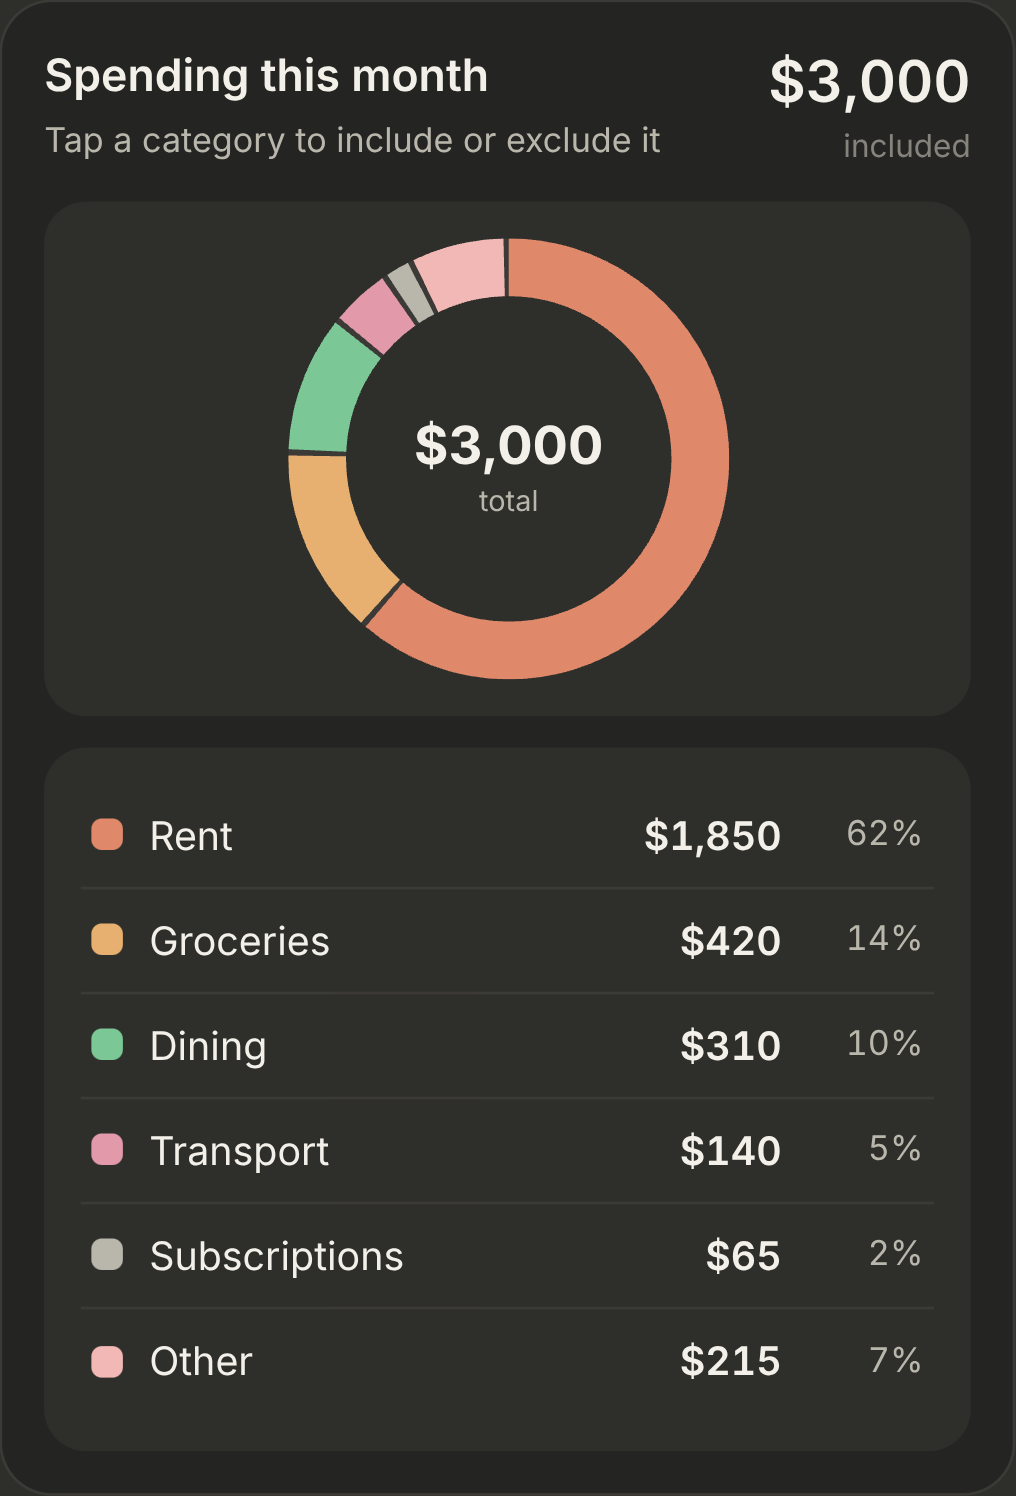 Spending this month
$3,000
Tap a category to include or exclude it
included
$3,000
total
Rent $1,850 62%
Groceries $420 14%
Dining $310 10%
Transport $140 5%
Subscriptions $65 2%
Other $215 7%